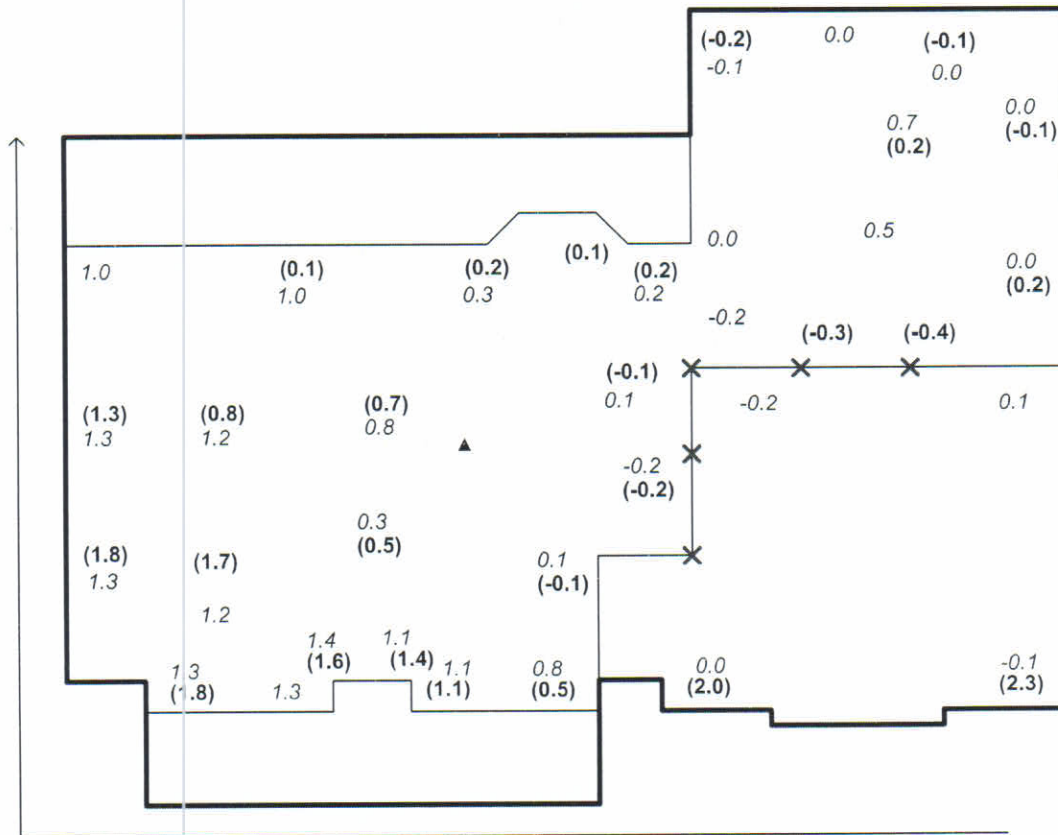 (-0.2) 0.0 (-0.1)
-0.1 0.0
0.7 0.0
(0.2) (-0.1)
0.0 0.5
1.0 (0.1) (0.2) (0.1) (0.2) 0.0
1.0 0.3 0.2 (0.2)
-0.2
(-0.3) (-0.4)
(-0.1)
0.1 -0.2 0.1
(1.3) (0.8) (0.7)
1.3 1.2 0.8
-0.2
(-0.2)
0.3
(0.5)
(1.8) (1.7) 0.1
1.3 (-0.1)
1.2
1.4 1.1
(1.6) (1.4)
1.3 1.3 1.1 0.8 0.0 -0.1
(1.8) (1.1) (0.5) (2.0) (2.3)